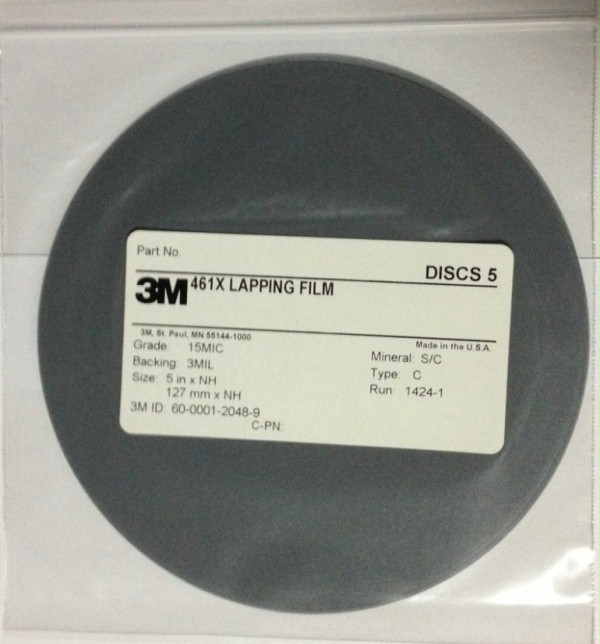 Part No.
DISCS 5
3M 461X LAPPING FILM
3M, St. Paul, MN 55144-1000
Made in the U.S.A.
Grade: 15MIC
Mineral: S/C
Backing: 3MIL
Type: C
Size: 5 in x NH
Run: 1424-1
127 mm x NH
3M ID: 60-0001-2048-9
C-PN: